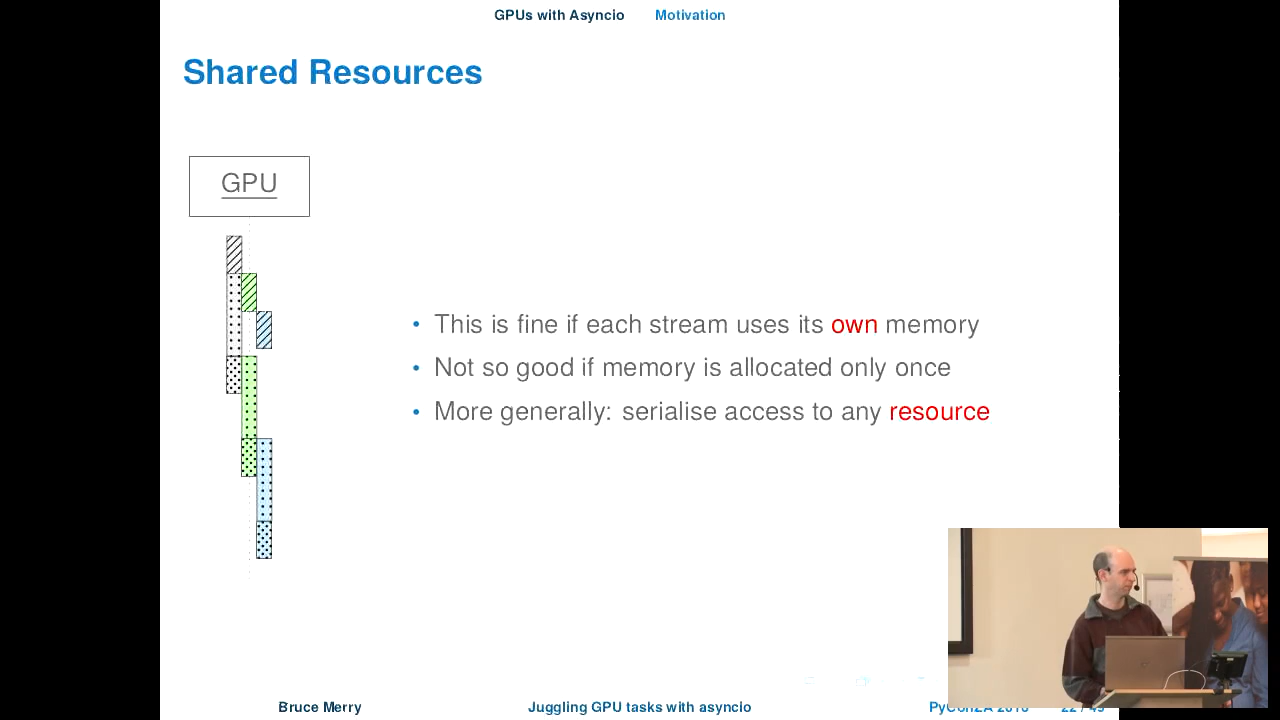 GPUs with Asyncio Motivation
Shared Resources
GPU
• This is fine if each stream uses its own memory
• Not so good if memory is allocated only once
• More generally: serialise access to any resource
Bruce Merry Juggling GPU tasks with asyncio